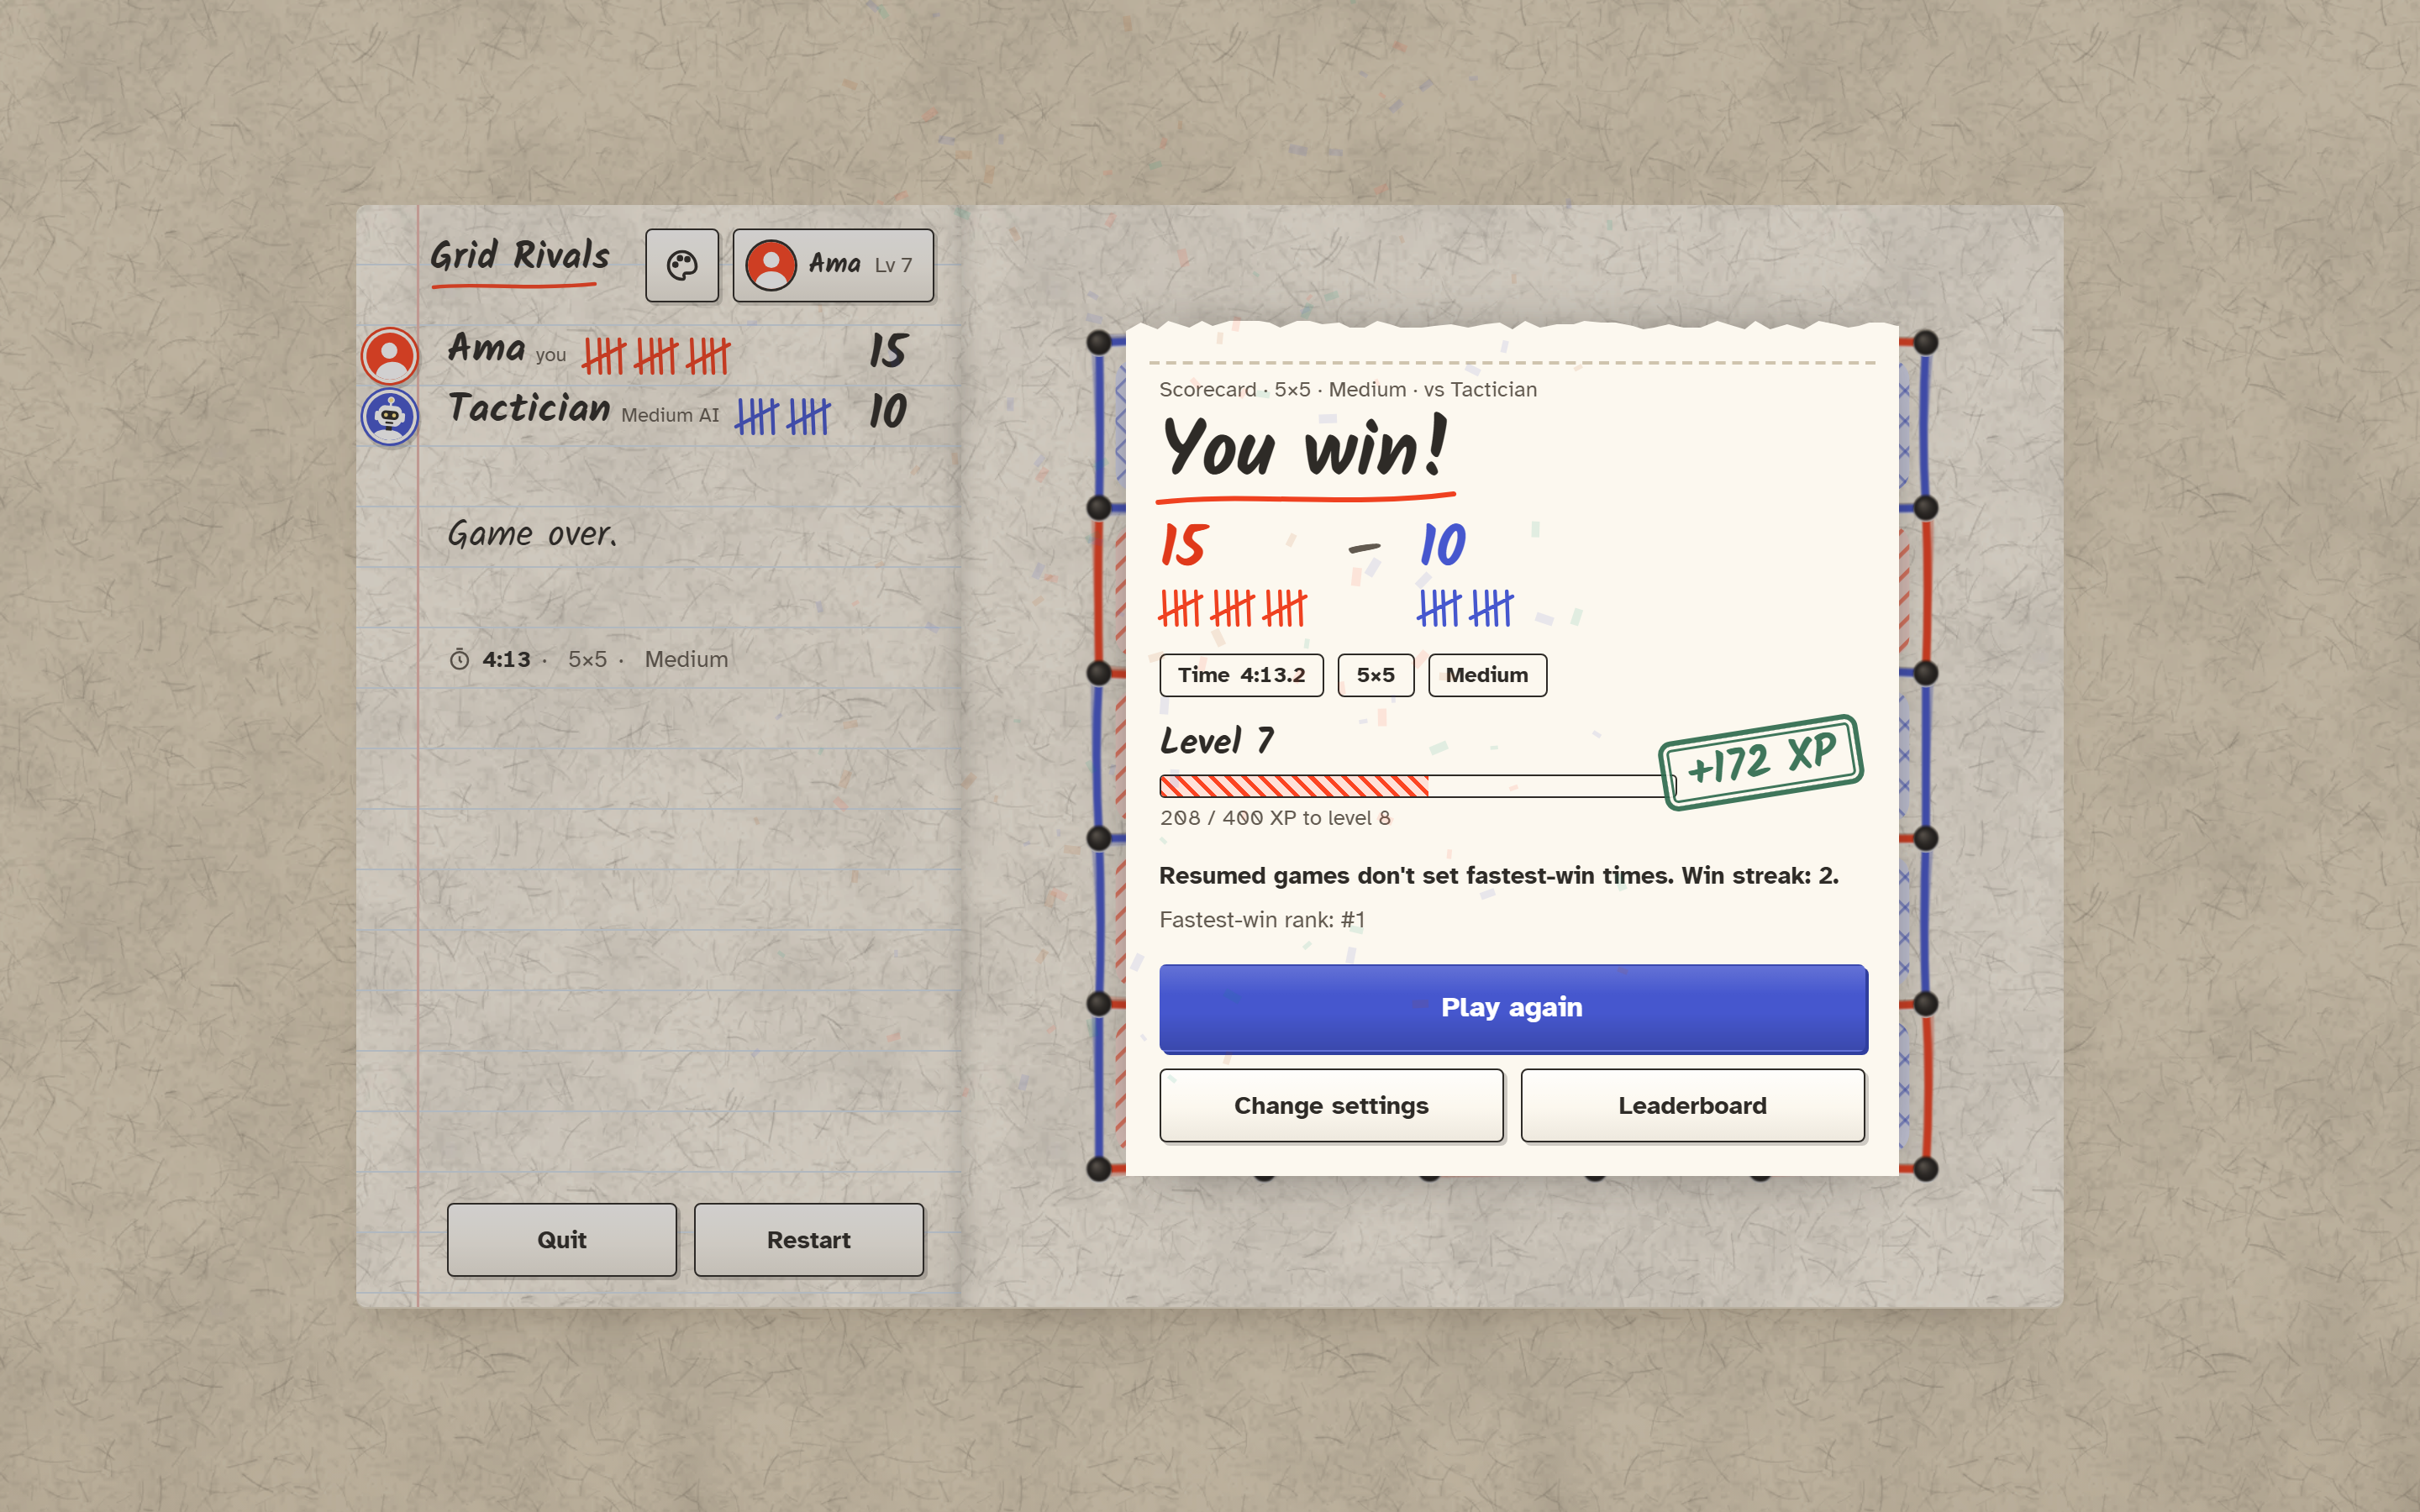 Grid Rivals
Ama Lv 7
Ama you 15
Tactician Medium AI 10
Game over.
4:13 · 5×5 · Medium
Quit
Restart
Scorecard · 5×5 · Medium · vs Tactician
You win!
15 – 10
Time 4:13.2
5×5
Medium
Level 7
+172 XP
208 / 400 XP to level 8
Resumed games don't set fastest-win times. Win streak: 2.
Fastest-win rank: #1
Play again
Change settings
Leaderboard